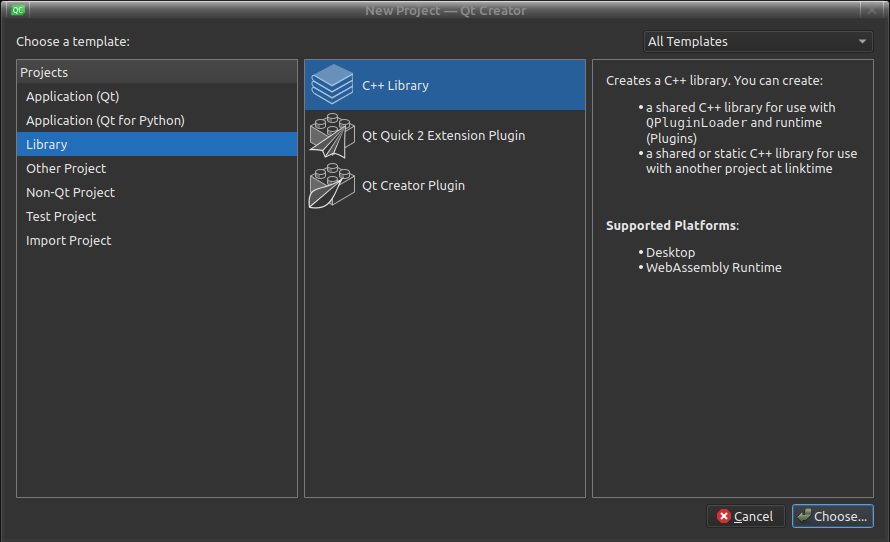 QC
New Project — Qt Creator
Choose a template:
All Templates
Projects
Application (Qt)
Application (Qt for Python)
Library
Other Project
Non-Qt Project
Test Project
Import Project
C++ Library
Qt Quick 2 Extension Plugin
Qt Creator Plugin
Creates a C++ library. You can create:
• a shared C++ library for use with
QPluginLoader and runtime
(Plugins)
• a shared or static C++ library for use
with another project at linktime
Supported Platforms:
• Desktop
• WebAssembly Runtime
Cancel
Choose...